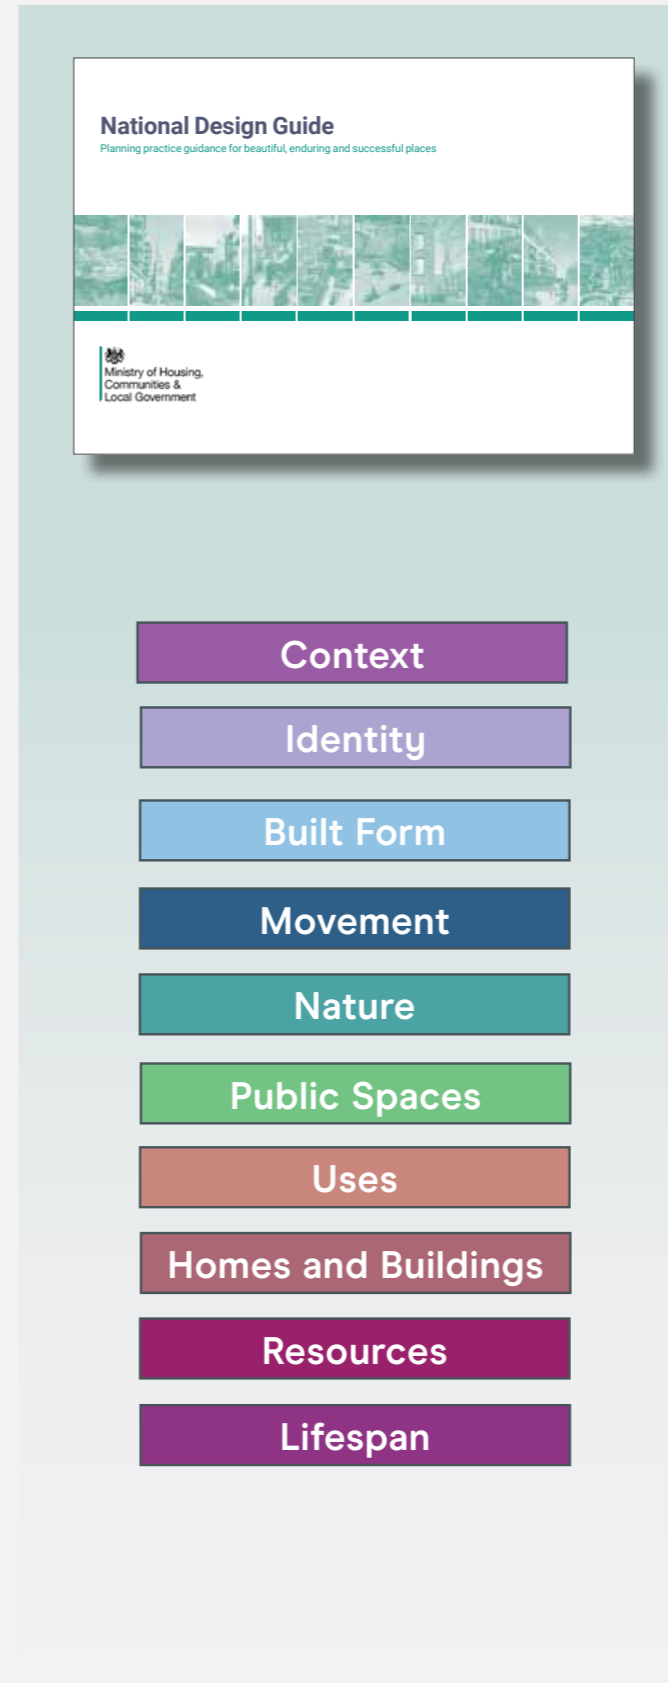 National Design Guide
Planning practice guidance for beautiful, enduring and successful places
Ministry of Housing,
Communities &
Local Government
Context
Identity
Built Form
Movement
Nature
Public Spaces
Uses
Homes and Buildings
Resources
Lifespan